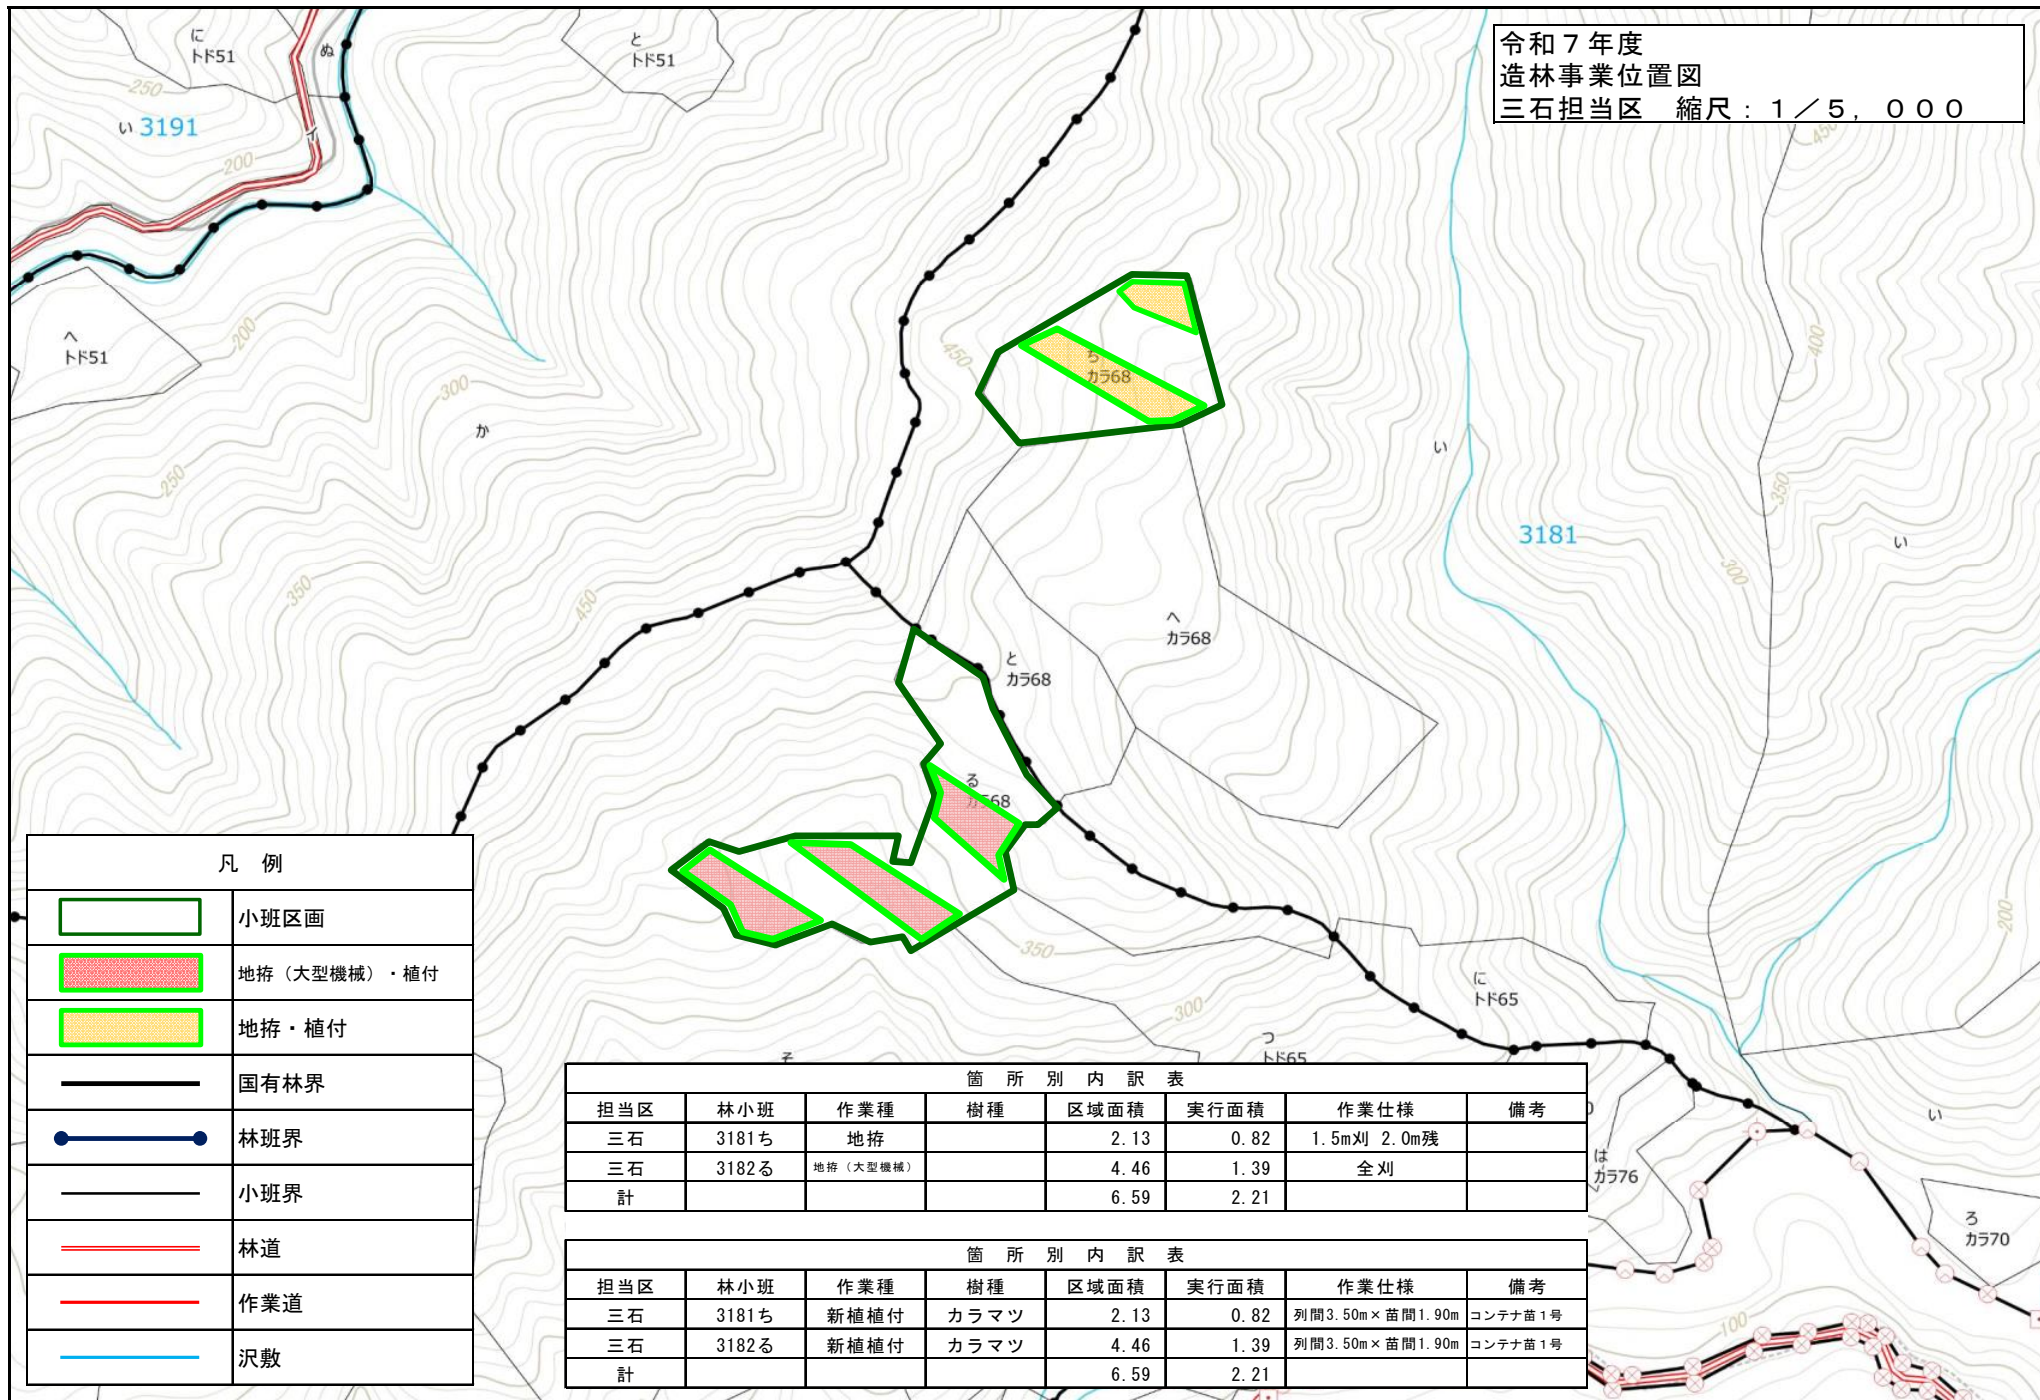 令和７年度
造林事業位置図
三石担当区　縮尺：１／５，０００
に
トド51
ぬ
と
トド51
250
い 3191
イ
200
450
へ
トド51
200
300
か
250
450
ち
カラ68
400
い
350
3181
い
300
350
450
へ
カラ68
と
カラ68
る
カラ68
350
300
200
に
トド65
つ
トド65
そ
い
は
カラ76
ろ
カラ70
100
凡　例
小班区画
地拵（大型機械）・植付
地拵・植付
国有林界
林班界
小班界
林道
作業道
沢敷
箇　所　別　内　訳　表
担当区 林小班 作業種 樹種 区域面積 実行面積 作業仕様 備考
三石 3181ち 地拵 2.13 0.82 1.5m刈 2.0m残
三石 3182る 地拵（大型機械） 4.46 1.39 全刈
計 6.59 2.21
箇　所　別　内　訳　表
担当区 林小班 作業種 樹種 区域面積 実行面積 作業仕様 備考
三石 3181ち 新植植付 カラマツ 2.13 0.82 列間3.50m×苗間1.90m コンテナ苗1号
三石 3182る 新植植付 カラマツ 4.46 1.39 列間3.50m×苗間1.90m コンテナ苗1号
計 6.59 2.21